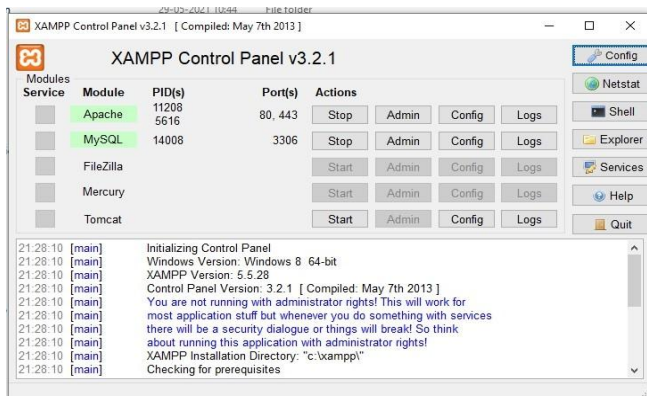 29-05-2021 10:44 File folder
XAMPP Control Panel v3.2.1 [ Compiled: May 7th 2013 ]
XAMPP Control Panel v3.2.1
Config
Modules
Service Module PID(s) Port(s) Actions
Netstat
Apache 11208 5616 80, 443 Stop Admin Config Logs
Shell
MySQL 14008 3306 Stop Admin Config Logs
Explorer
FileZilla Start Admin Config Logs
Services
Mercury Start Admin Config Logs
Help
Tomcat Start Admin Config Logs
Quit
21:28:10 [main] Initializing Control Panel
21:28:10 [main] Windows Version: Windows 8 64-bit
21:28:10 [main] XAMPP Version: 5.5.28
21:28:10 [main] Control Panel Version: 3.2.1 [ Compiled: May 7th 2013 ]
21:28:10 [main] You are not running with administrator rights! This will work for
21:28:10 [main] most application stuff but whenever you do something with services
21:28:10 [main] there will be a security dialogue or things will break! So think
21:28:10 [main] about running this application with administrator rights!
21:28:10 [main] XAMPP Installation Directory: "c:\xampp\"
21:28:10 [main] Checking for prerequisites